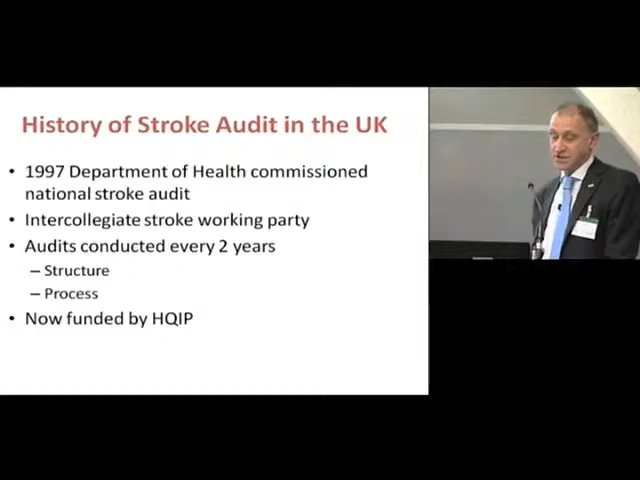 History of Stroke Audit in the UK
• 1997 Department of Health commissioned
national stroke audit
• Intercollegiate stroke working party
• Audits conducted every 2 years
– Structure
– Process
• Now funded by HQIP